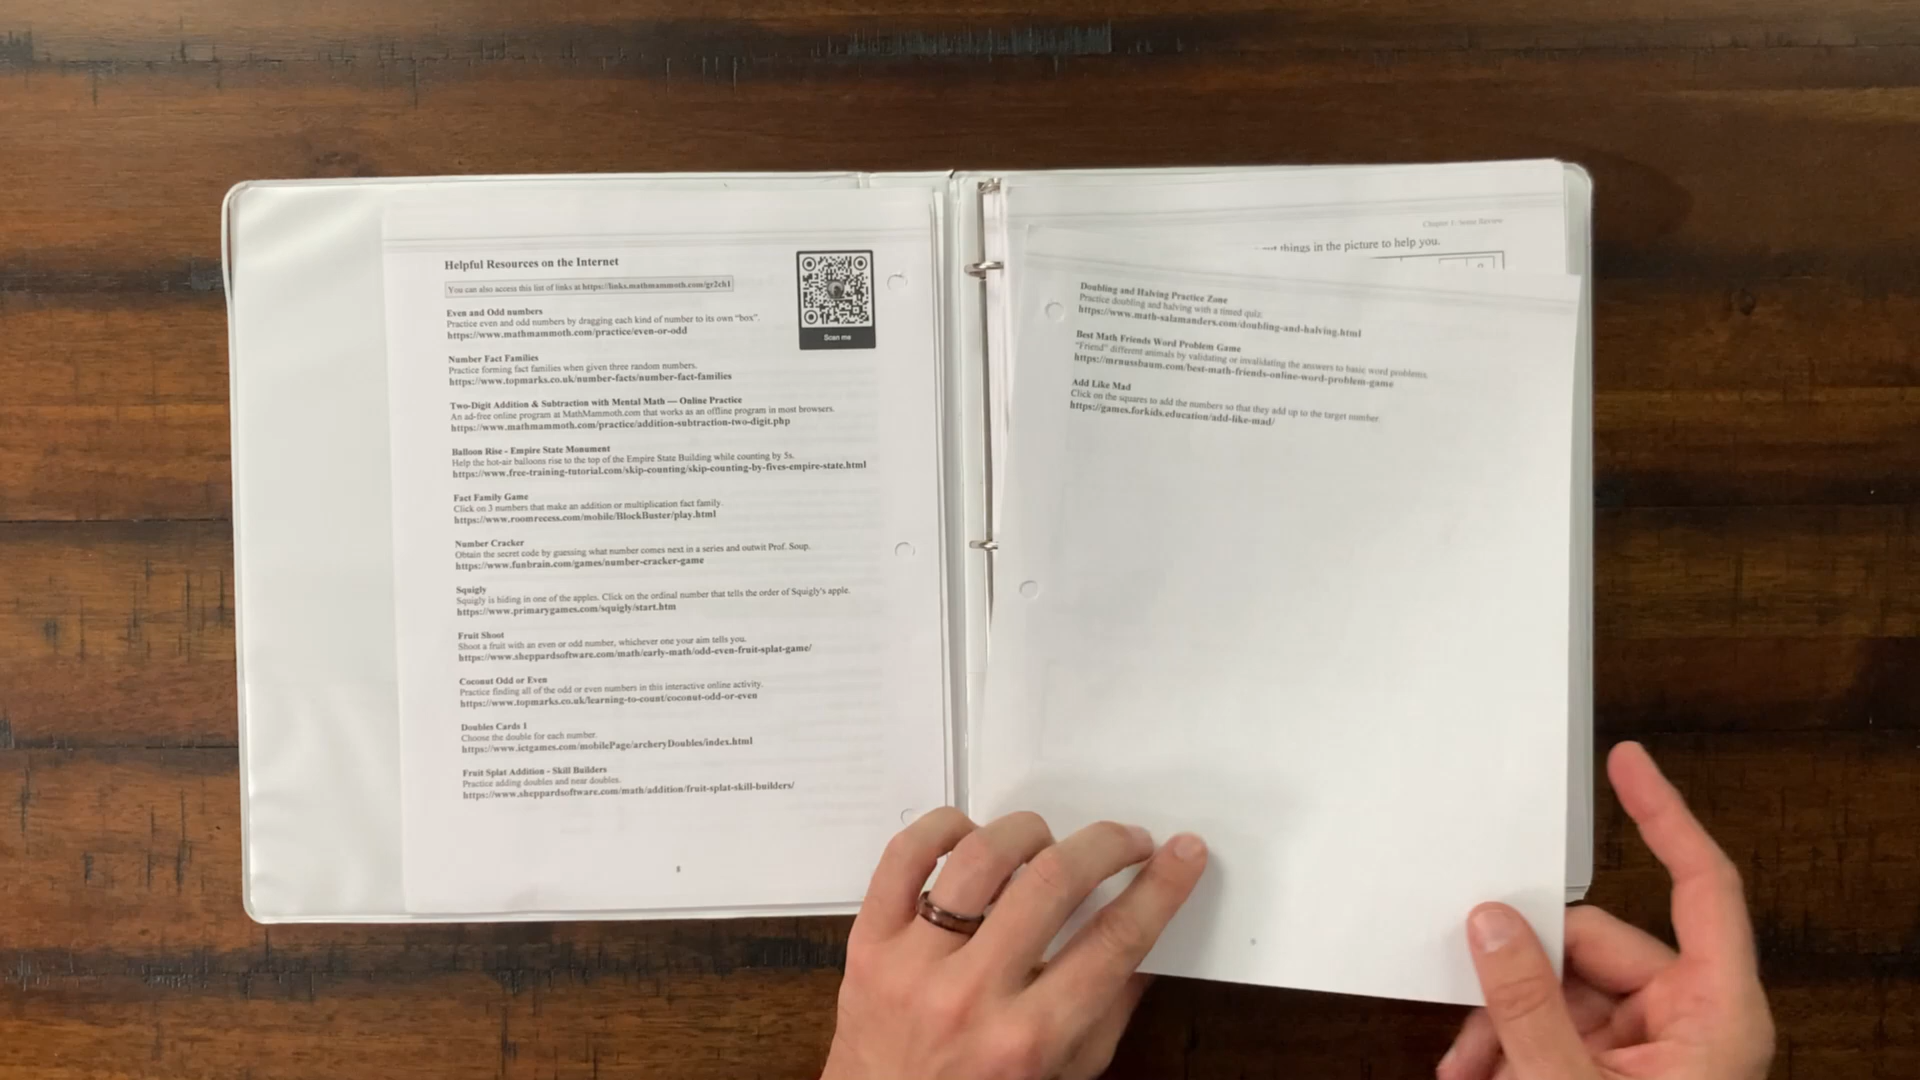 Helpful Resources on the Internet
You can also access this list of links at https://links.mathmammoth.com/gr2ch1
Scan me
Even and Odd numbers
Practice even and odd numbers by dragging each kind of number to its own "box".
https://www.mathmammoth.com/practice/even-or-odd
Number Fact Families
Practice forming fact families when given three random numbers.
https://www.topmarks.co.uk/number-facts/number-fact-families
Two-Digit Addition & Subtraction with Mental Math — Online Practice
An ad-free online program at MathMammoth.com that works as an offline program in most browsers.
https://www.mathmammoth.com/practice/addition-subtraction-two-digit.php
Balloon Rise - Empire State Monument
Help the hot-air balloons rise to the top of the Empire State Building while counting by 5s.
https://www.free-training-tutorial.com/skip-counting/skip-counting-by-fives-empire-state.html
Fact Family Game
Click on 3 numbers that make an addition or multiplication fact family.
https://www.roomrecess.com/mobile/BlockBuster/play.html
Number Cracker
Obtain the secret code by guessing what number comes next in a series and outwit Prof. Soup.
https://www.funbrain.com/games/number-cracker-game
Squigly
Squigly is hiding in one of the apples. Click on the ordinal number that tells the order of Squigly's apple.
https://www.primarygames.com/squigly/start.htm
Fruit Shoot
Shoot a fruit with an even or odd number, whichever one your aim tells you.
https://www.sheppardsoftware.com/math/early-math/odd-even-fruit-splat-game/
Coconut Odd or Even
Practice finding all of the odd or even numbers in this interactive online activity.
https://www.topmarks.co.uk/learning-to-count/coconut-odd-or-even
Doubles Cards 1
Choose the double for each number.
https://www.ictgames.com/mobilePage/archeryDoubles/index.html
Fruit Splat Addition - Skill Builders
Practice adding doubles and near doubles.
https://www.sheppardsoftware.com/math/addition/fruit-splat-skill-builders/
8
Chapter 1: Some Review
things in the picture to help you.
Doubling and Halving Practice Zone
Practice doubling and halving with a timed quiz.
https://www.math-salamanders.com/doubling-and-halving.html
Best Math Friends Word Problem Game
"Friend" different animals by validating or invalidating the answers to basic word problems.
https://mrnussbaum.com/best-math-friends-online-word-problem-game
Add Like Mad
Click on the squares to add the numbers so that they add up to the target number.
https://games.forkids.education/add-like-mad/
9